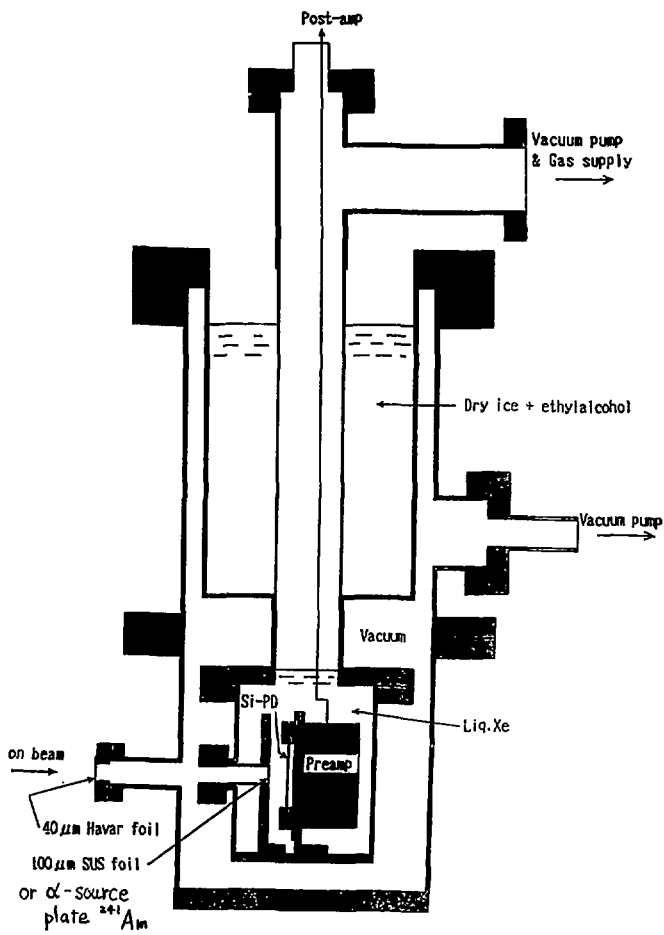 Post-amp
Vacuum pump
& Gas supply
Dry ice + ethylalcohol
Vacuum pump
Vacuum
Si-PD
Liq.Xe
Preamp
on beam
40μm Havar foil
100μm SUS foil
or α-source
plate ²⁴¹Am